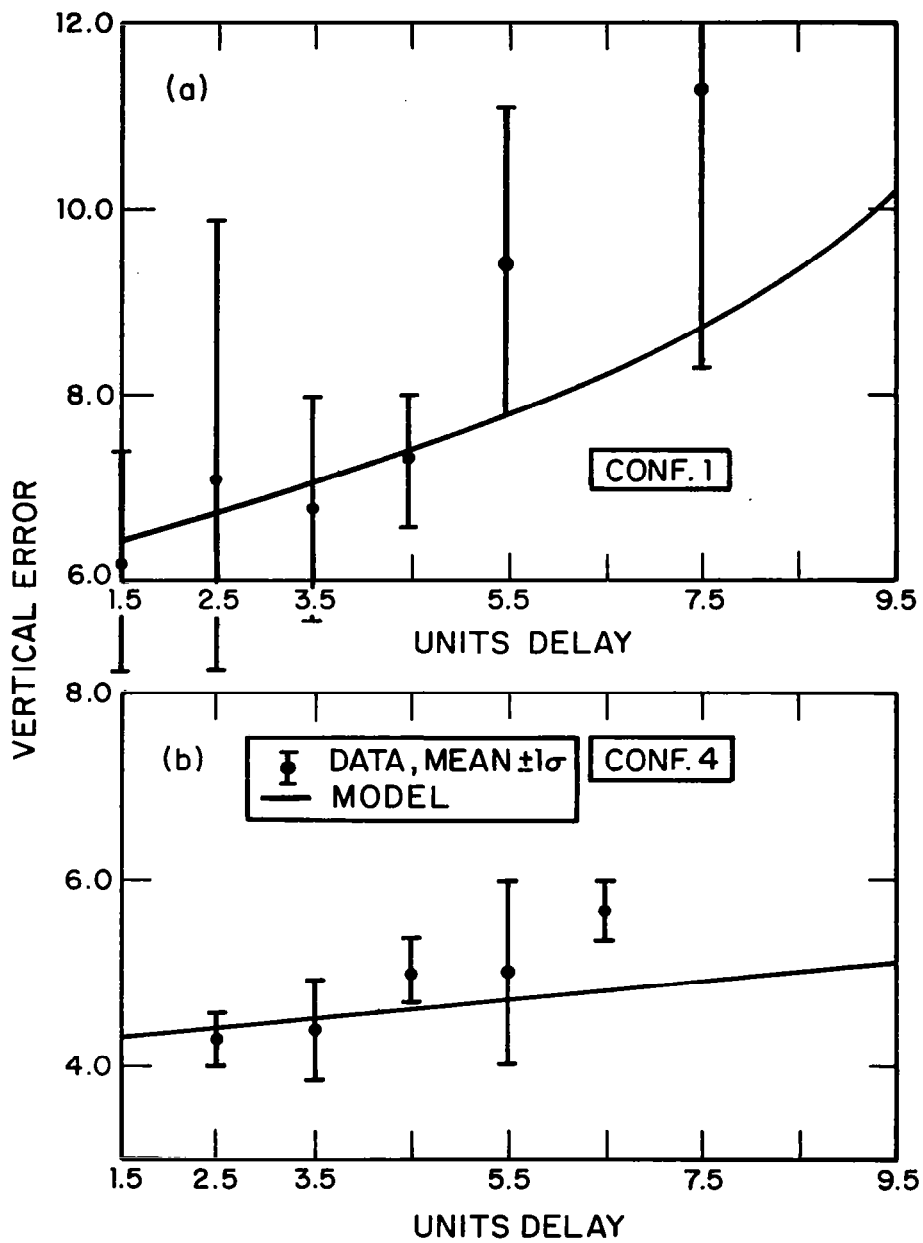 VERTICAL ERROR
12.0
(a)
10.0
8.0
CONF. 1
6.0
1.5 2.5 3.5 5.5 7.5 9.5
UNITS DELAY
8.0
(b)
DATA, MEAN ±1σ
MODEL
CONF. 4
6.0
4.0
1.5 2.5 3.5 5.5 7.5 9.5
UNITS DELAY